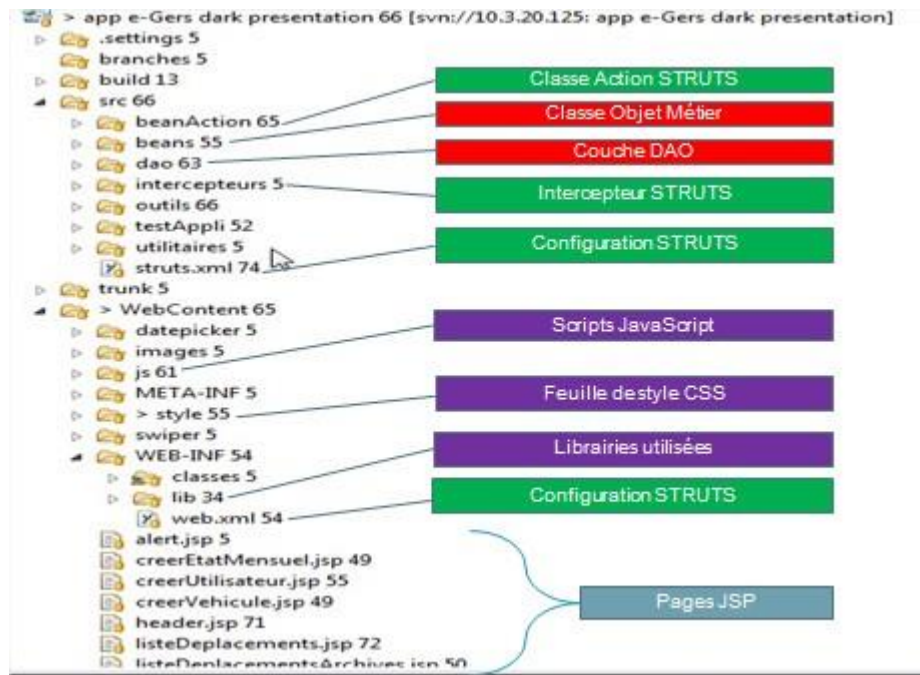 > app e-Gers dark presentation 66 [svn://10.3.20.125: app e-Gers dark presentation]
.settings 5
branches 5
build 13
Classe Action STRUTS
src 66
beanAction 65
Classe Objet Métier
beans 55
dao 63
Couche DAO
intercepteurs 5
Intercepteur STRUTS
outils 66
testAppli 52
utilitaires 5
Configuration STRUTS
struts.xml 74
trunk 5
> WebContent 65
datepicker 5
Scripts JavaScript
images 5
js 61
META-INF 5
Feuille de style CSS
> style 55
swiper 5
Librairies utilisées
WEB-INF 54
classes 5
lib 34
Configuration STRUTS
web.xml 54
alert.jsp 5
creerEtatMensuel.jsp 49
creerUtilisateur.jsp 55
creerVehicule.jsp 49
Pages JSP
header.jsp 71
listeDeplacements.jsp 72
listeDeplacementsArchives.jsp 50